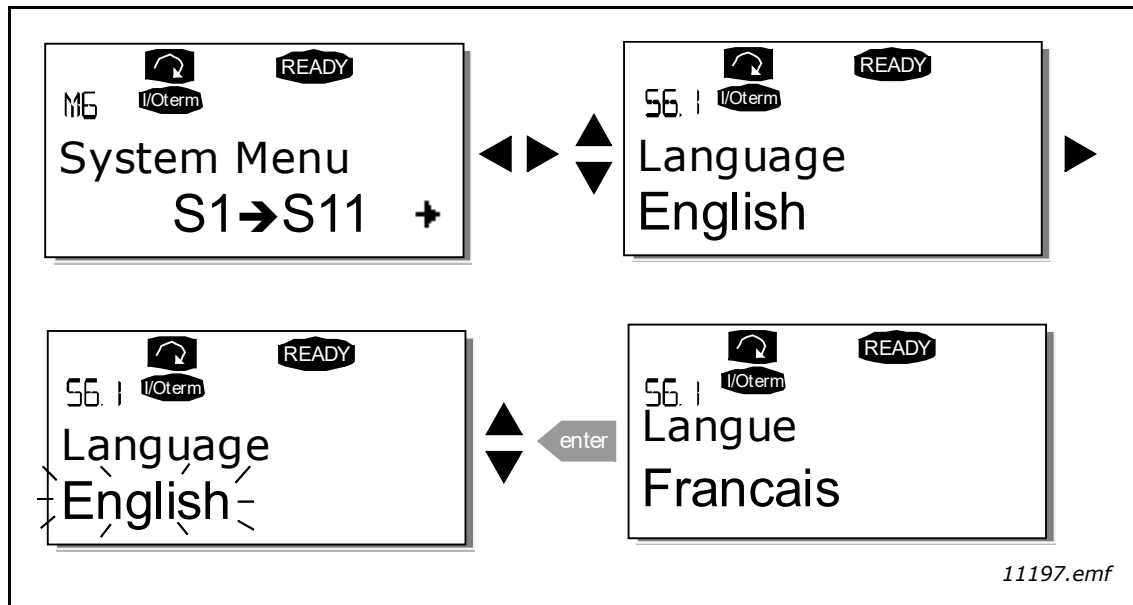 READY
M6 I/Oterm
System Menu
S1➔S11
READY
S6.1 I/Oterm
Language
English
READY
S6.1 I/Oterm
Language
English
enter
READY
S6.1 I/Oterm
Langue
Francais
11197.emf